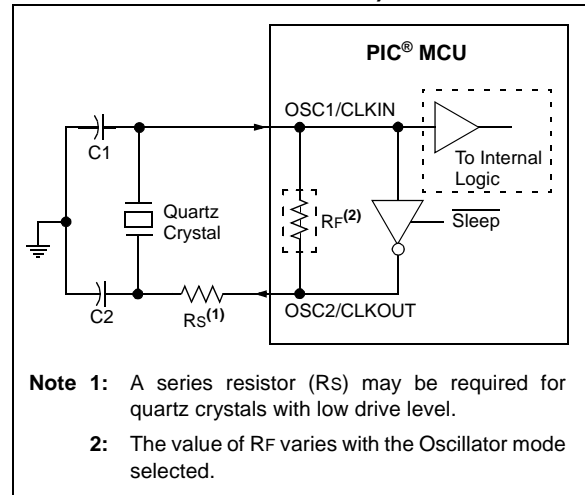 PIC® MCU
OSC1/CLKIN
C1
To Internal
Logic
Quartz
Crystal
RF(2)
Sleep
C2
RS(1)
OSC2/CLKOUT
Note 1: A series resistor (RS) may be required for
quartz crystals with low drive level.
2: The value of RF varies with the Oscillator mode
selected.